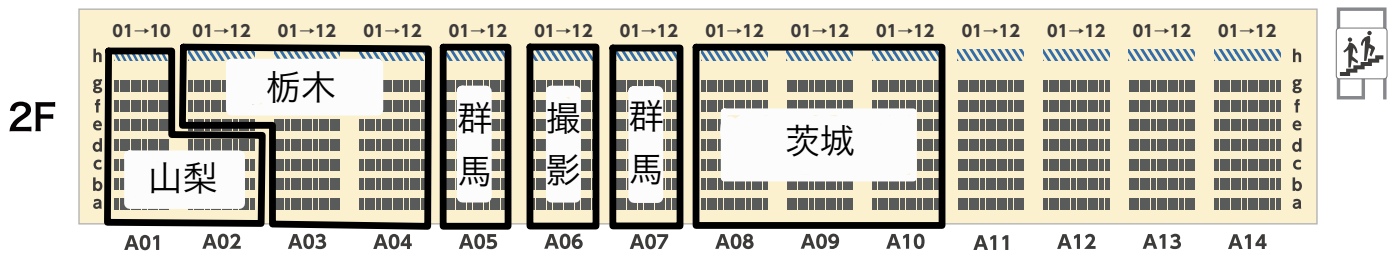 01→10 01→12 01→12 01→12 01→12 01→12 01→12 01→12 01→12 01→12 01→12 01→12 01→12 01→12
h h
g g
f f
e e
d d
c c
b b
a a
2F
栃木
山梨
群馬
撮影
群馬
茨城
A01 A02 A03 A04 A05 A06 A07 A08 A09 A10 A11 A12 A13 A14